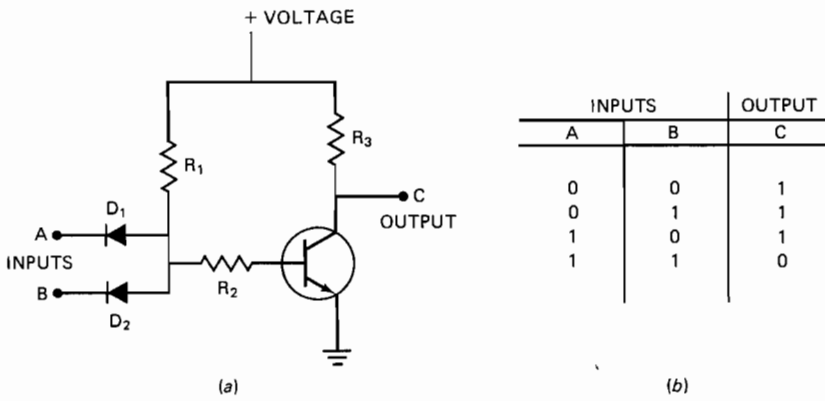 + VOLTAGE
R1
R3
D1
A
C
OUTPUT
INPUTS
B
R2
D2
(a)
INPUTS OUTPUT
A B C
0 0 1
0 1 1
1 0 1
1 1 0
(b)